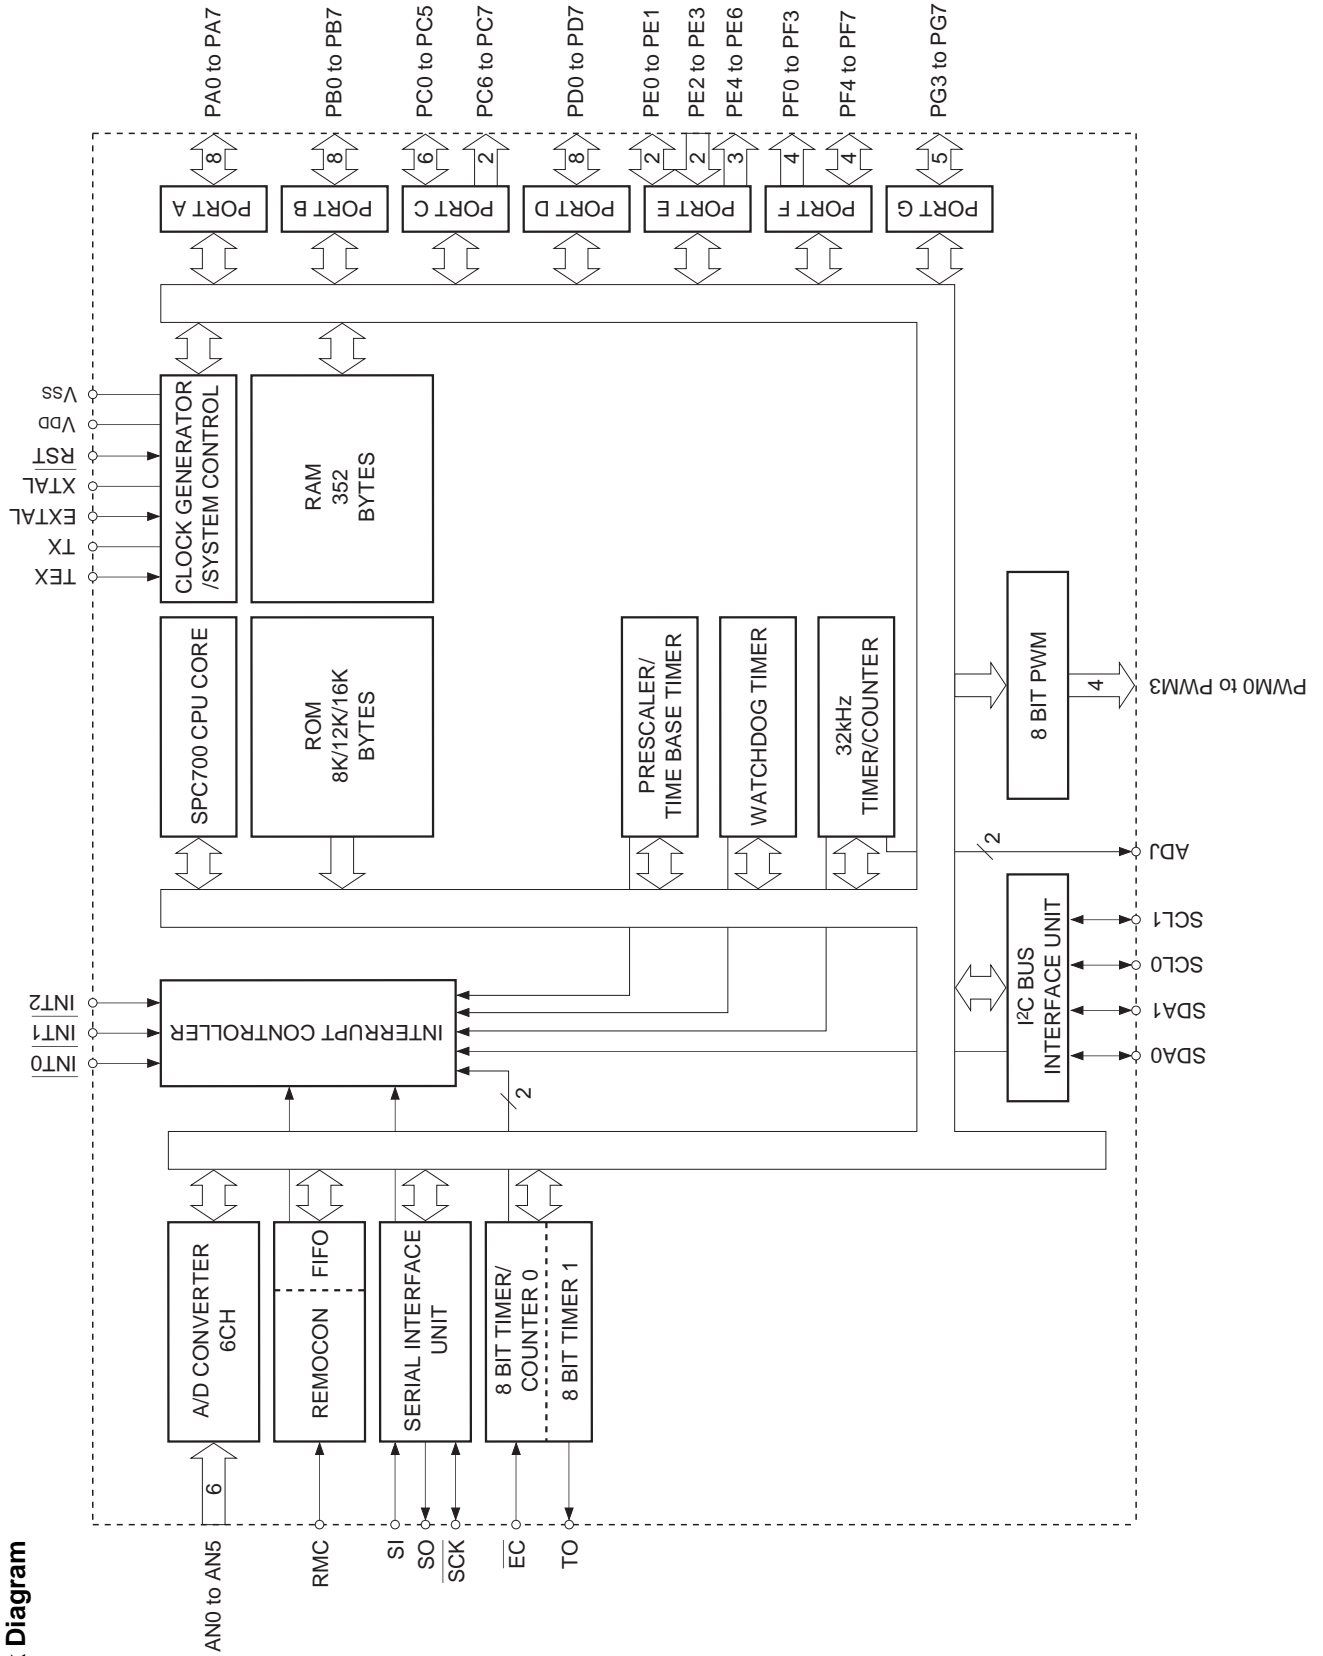 Diagram
AN0 to AN5
RMC
SI
SO
SCK
EC
TO
6
A/D CONVERTER
6CH
REMOCON
FIFO
SERIAL INTERFACE
UNIT
8 BIT TIMER/
COUNTER 0
8 BIT TIMER 1
2
INT0
INT1
INT2
INTERRUPT CONTROLLER
SPC700 CPU CORE
ROM
8K/12K/16K
BYTES
PRESCALER/
TIME BASE TIMER
WATCHDOG TIMER
32kHz
TIMER/COUNTER
TEX
TX
EXTAL
XTAL
RST
VDD
VSS
CLOCK GENERATOR
/SYSTEM CONTROL
RAM
352
BYTES
I²C BUS
INTERFACE UNIT
SDA0
SDA1
SCL0
SCL1
2
ADJ
8 BIT PWM
4
PWM0 to PWM3
PORT A
8
PA0 to PA7
PORT B
8
PB0 to PB7
PORT C
6
PC0 to PC5
2
PC6 to PC7
PORT D
8
PD0 to PD7
PORT E
2
PE0 to PE1
2
PE2 to PE3
3
PE4 to PE6
PORT F
4
PF0 to PF3
4
PF4 to PF7
PORT G
5
PG3 to PG7